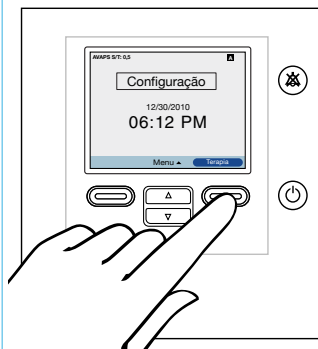 AVAPS S/T: 0,5 A
Configuração
12/30/2010
06:12 PM
Menu Terapia